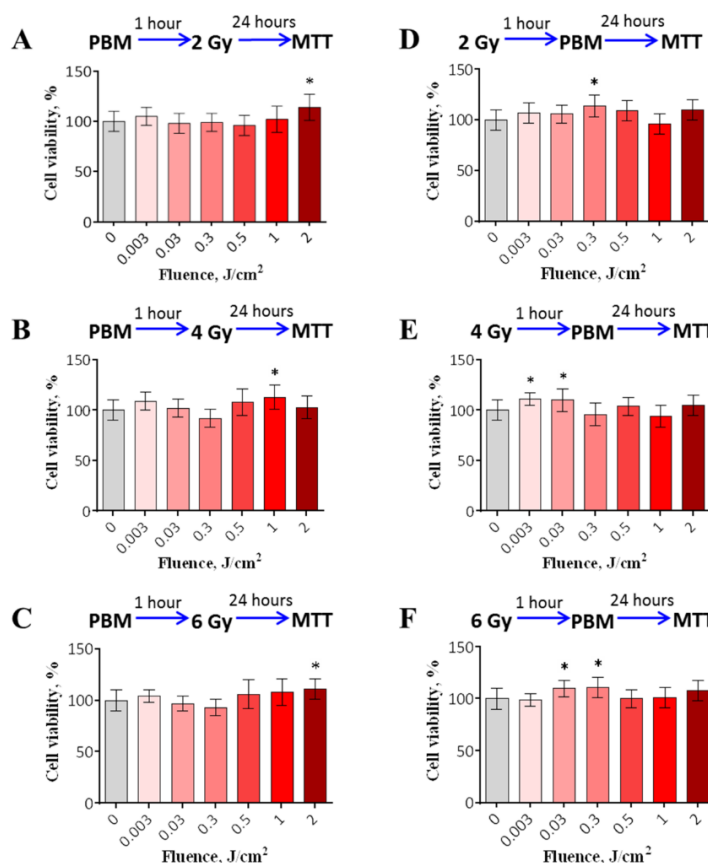 A
1 hour 24 hours
PBM 2 Gy MTT
Cell viability, %
150
100
50
0
*
0 0.003 0.03 0.3 0.5 1 2
Fluence, J/cm²
D
1 hour 24 hours
2 Gy PBM MTT
Cell viability, %
150
100
50
0
*
0 0.003 0.03 0.3 0.5 1 2
Fluence, J/cm²
B
1 hour 24 hours
PBM 4 Gy MTT
Cell viability, %
150
100
50
0
*
0 0.003 0.03 0.3 0.5 1 2
Fluence, J/cm²
E
1 hour 24 hours
4 Gy PBM MTT
Cell viability, %
150
100
50
0
* *
0 0.003 0.03 0.3 0.5 1 2
Fluence, J/cm²
C
1 hour 24 hours
PBM 6 Gy MTT
Cell viability, %
150
100
50
0
*
0 0.003 0.03 0.3 0.5 1 2
Fluence, J/cm²
F
1 hour 24 hours
6 Gy PBM MTT
Cell viability, %
150
100
50
0
* *
0 0.003 0.03 0.3 0.5 1 2
Fluence, J/cm²